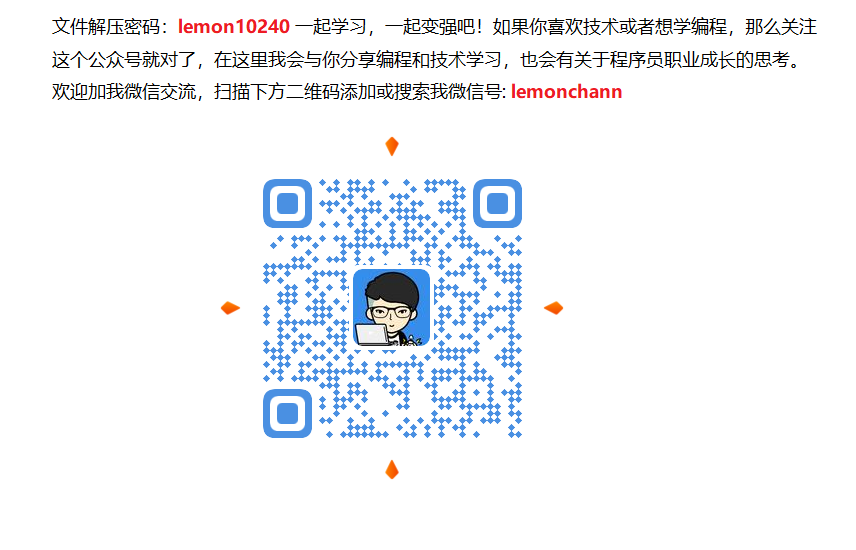 文件解压密码：lemon10240 一起学习，一起变强吧！如果你喜欢技术或者想学编程，那么关注
这个公众号就对了，在这里我会与你分享编程和技术学习，也会有关于程序员职业成长的思考。
欢迎加我微信交流，扫描下方二维码添加或搜索我微信号: lemonchann